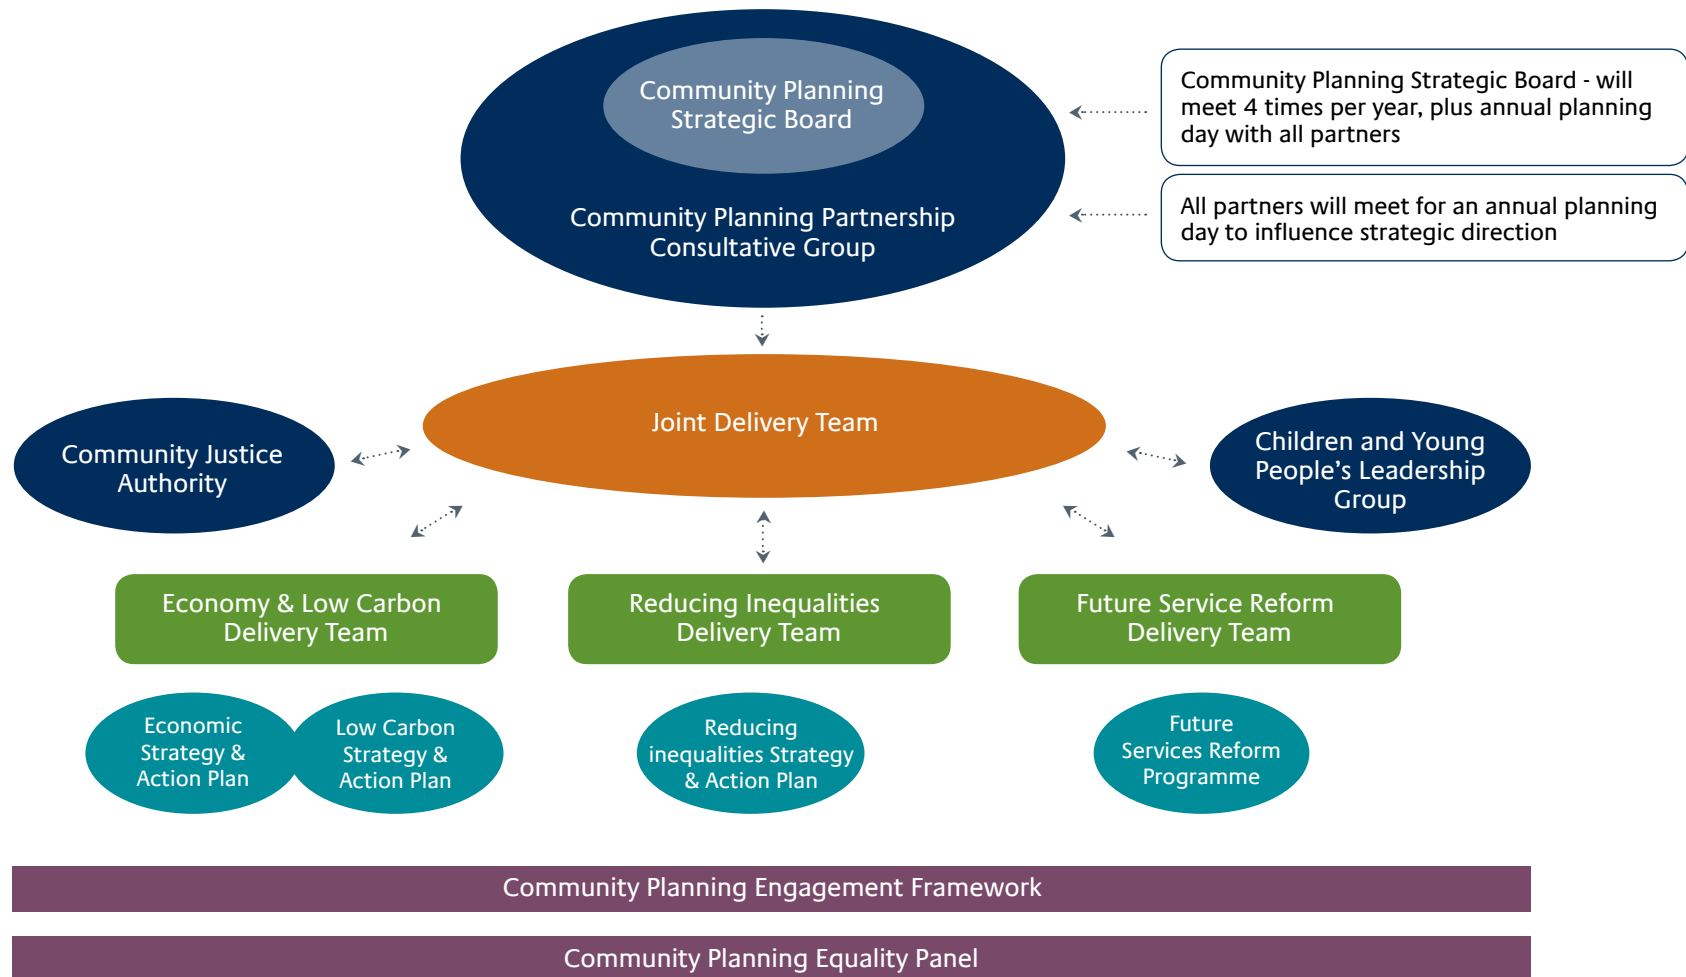 Community Planning
Strategic Board
Community Planning Partnership
Consultative Group
Community Planning Strategic Board - will
meet 4 times per year, plus annual planning
day with all partners
All partners will meet for an annual planning
day to influence strategic direction
Joint Delivery Team
Community Justice
Authority
Children and Young
People’s Leadership
Group
Economy & Low Carbon
Delivery Team
Reducing Inequalities
Delivery Team
Future Service Reform
Delivery Team
Economic
Strategy &
Action Plan
Low Carbon
Strategy &
Action Plan
Reducing
inequalities Strategy
& Action Plan
Future
Services Reform
Programme
Community Planning Engagement Framework
Community Planning Equality Panel